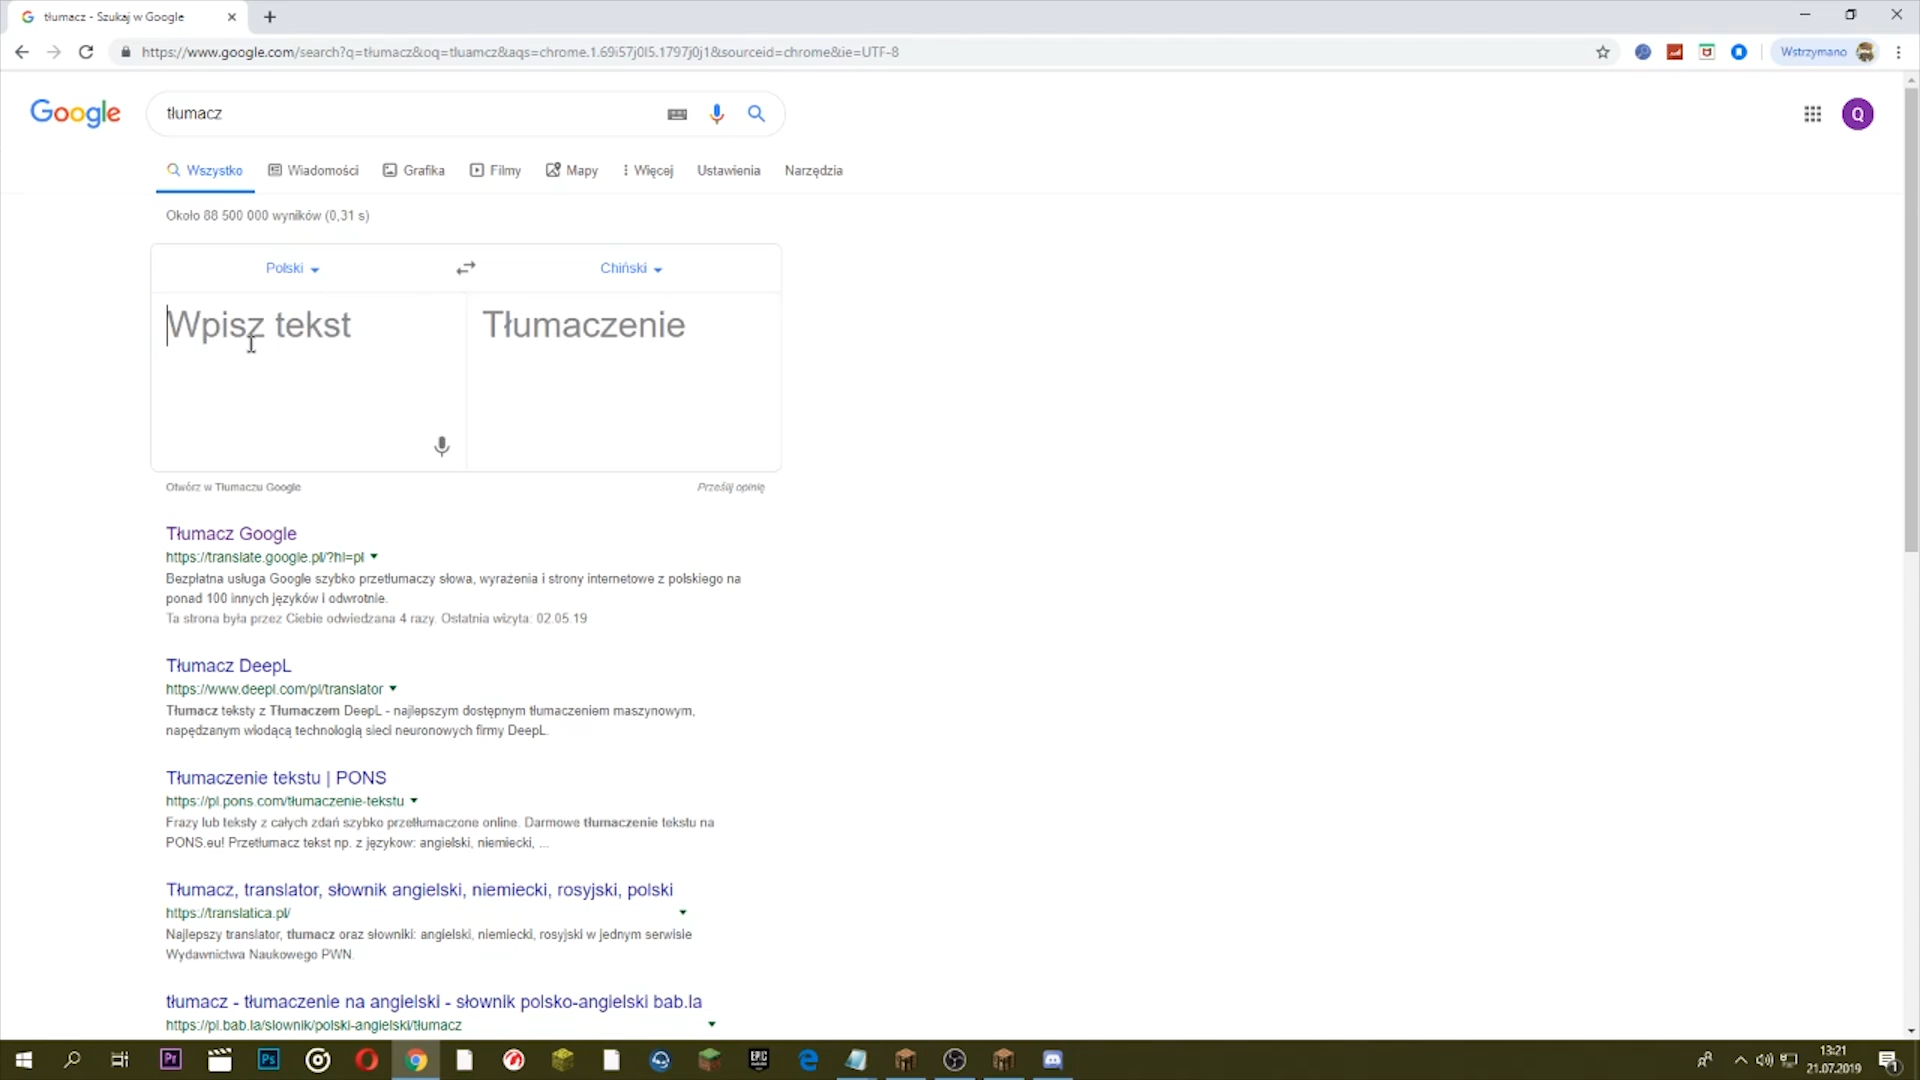 tłumacz - Szukaj w Google
https://www.google.com/search?q=tłumacz&oq=tluamcz&aqs=chrome.1.69i57j0l5.1797j0j1&sourceid=chrome&ie=UTF-8
Wstrzymano
Google
tłumacz
Q
Wszystko Wiadomości Grafika Filmy Mapy Więcej Ustawienia Narzędzia
Około 88 500 000 wyników (0,31 s)
Polski Chiński
Wpisz tekst Tłumaczenie
Otwórz w Tłumaczu Google Prześlij opinię
Tłumacz Google
https://translate.google.pl/?hl=pl
Bezpłatna usługa Google szybko przetłumaczy słowa, wyrażenia i strony internetowe z polskiego na
ponad 100 innych języków i odwrotnie.
Ta strona była przez Ciebie odwiedzana 4 razy. Ostatnia wizyta: 02.05.19
Tłumacz DeepL
https://www.deepl.com/pl/translator
Tłumacz teksty z Tłumaczem DeepL - najlepszym dostępnym tłumaczeniem maszynowym,
napędzanym wiodącą technologią sieci neuronowych firmy DeepL.
Tłumaczenie tekstu | PONS
https://pl.pons.com/tłumaczenie-tekstu
Frazy lub teksty z całych zdań szybko przetłumaczone online. Darmowe tłumaczenie tekstu na
PONS.eu! Przetłumacz tekst np. z językow: angielski, niemiecki, ...
Tłumacz, translator, słownik angielski, niemiecki, rosyjski, polski
https://translatica.pl/
Najlepszy translator, tłumacz oraz słowniki: angielski, niemiecki, rosyjski w jednym serwisie
Wydawnictwa Naukowego PWN.
tłumacz - tłumaczenie na angielski - słownik polsko-angielski bab.la
https://pl.bab.la/slownik/polski-angielski/tłumacz
Pr
Ps
EPIC
13:21
21.07.2019
1